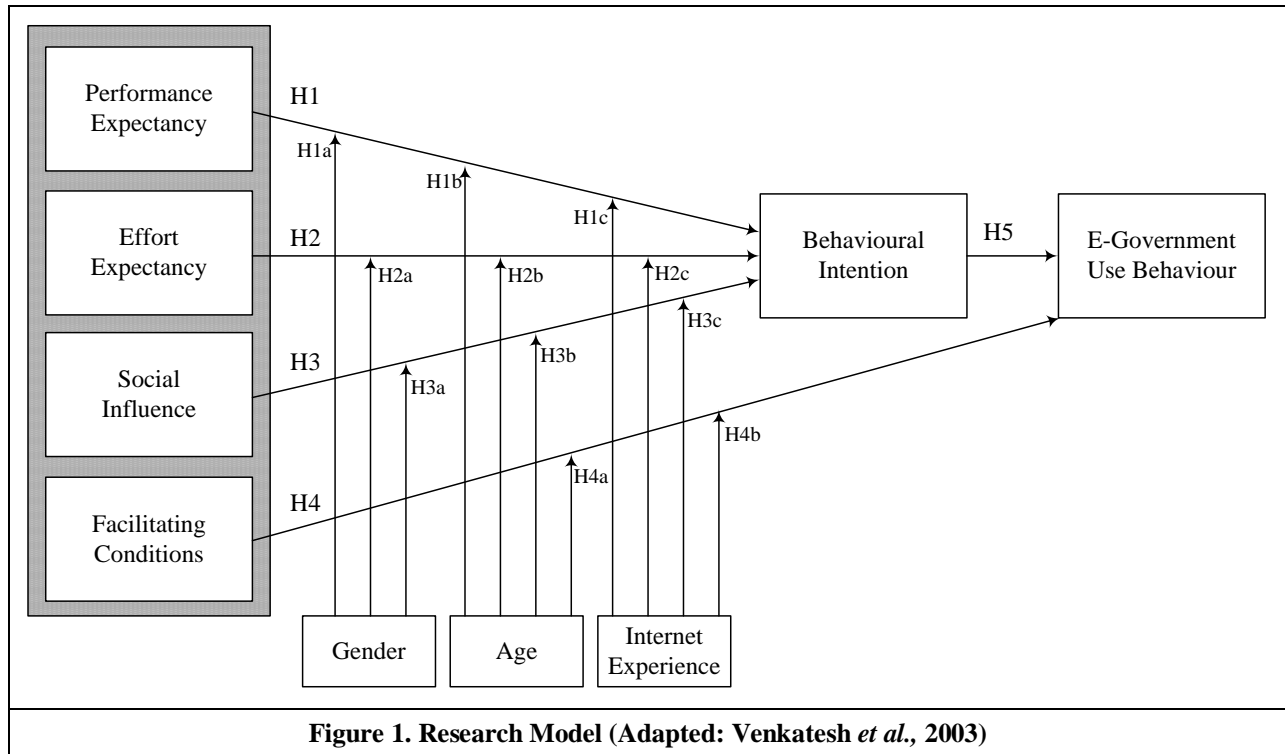 Performance
Expectancy
H1
H1a
H1b
H1c
Effort
Expectancy
H2
H2a
H2b
H2c
Behavioural
Intention
H5
E-Government
Use Behaviour
Social
Influence
H3
H3a
H3b
H3c
Facilitating
Conditions
H4
H4a
H4b
Gender
Age
Internet
Experience
Figure 1. Research Model (Adapted: Venkatesh et al., 2003)